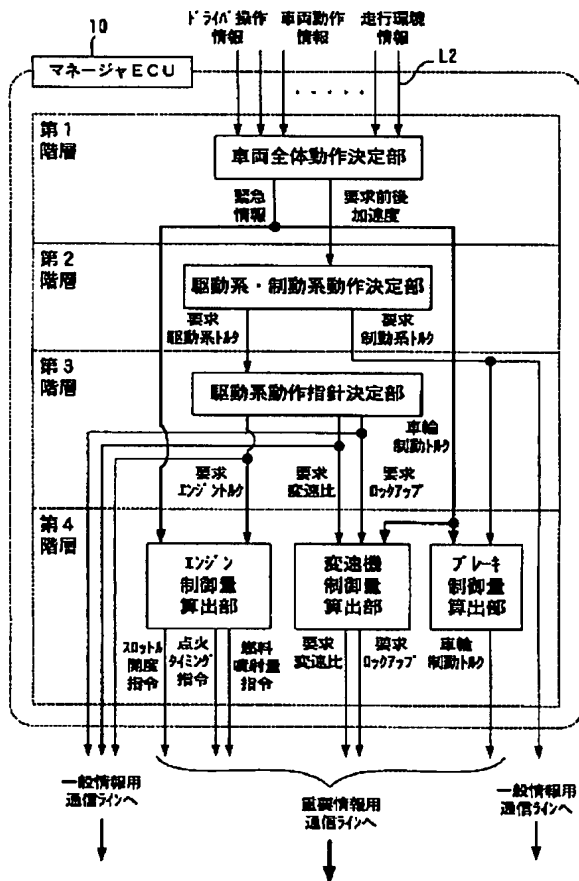 ドライバ操作
情報
車両動作
情報
走行環境
情報
10
L2
マネージャECU
・・・・・
第1
階層
車両全体動作決定部
緊急
情報
要求前後
加速度
第2
階層
駆動系・制動系動作決定部
要求
駆動系トルク
要求
制動系トルク
第3
階層
駆動系動作指針決定部
車輪
制動トルク
要求
エンジントルク
要求
変速比
要求
ロックアップ
第4
階層
エンジン
制御量
算出部
変速機
制御量
算出部
ブレーキ
制御量
算出部
スロットル
開度
指令
点火
タイミング
指令
燃料
噴射量
指令
要求
変速比
要求
ロックアップ
車輪
制動トルク
一般情報用
通信ラインへ
重要情報用
通信ラインへ
一般情報用
通信ラインへ